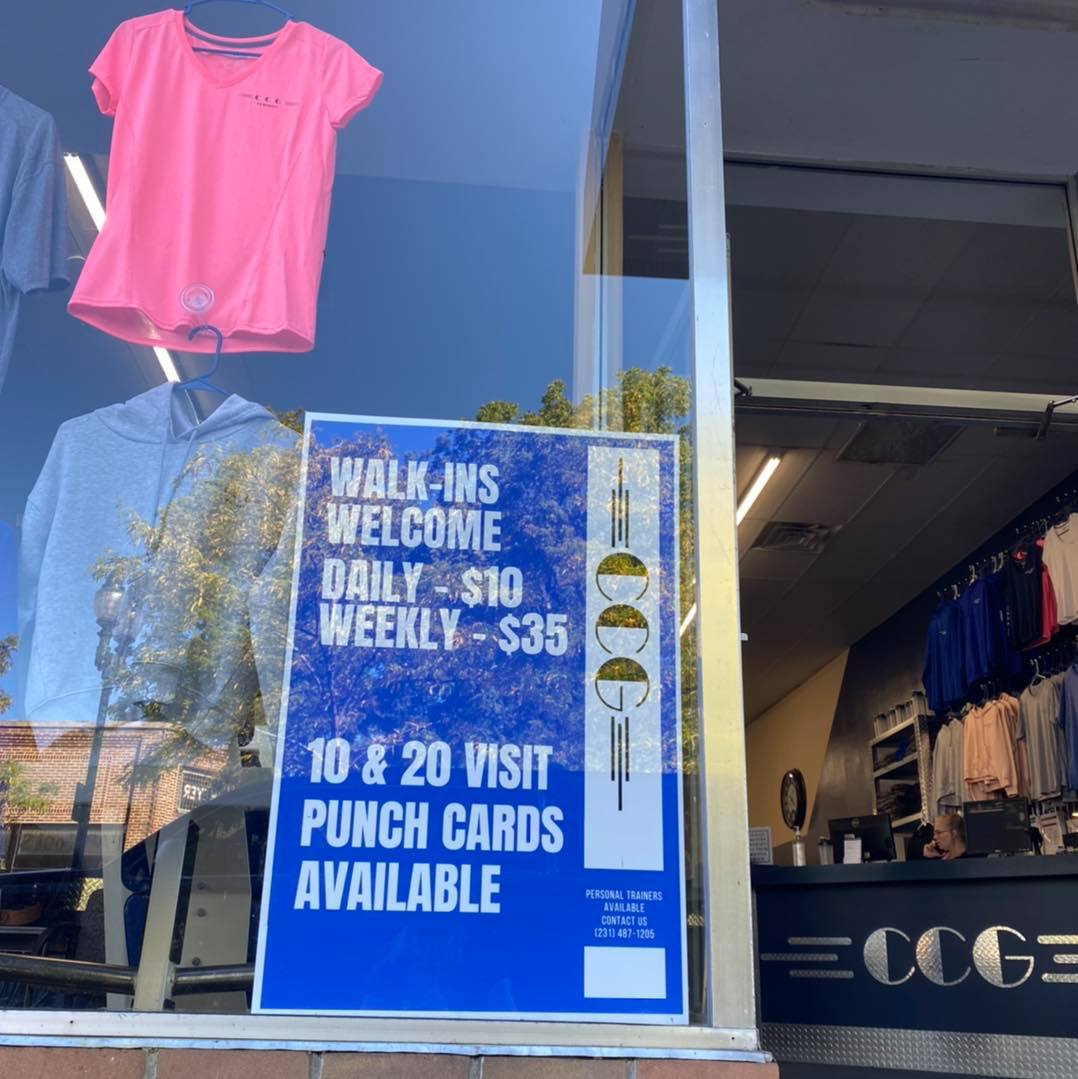 CCG
WALK-INS
WELCOME
DAILY - $10
WEEKLY - $35
10 & 20 VISIT
PUNCH CARDS
AVAILABLE
CCG
PERSONAL TRAINERS
AVAILABLE
CONTACT US
(231) 487-1205
CCG